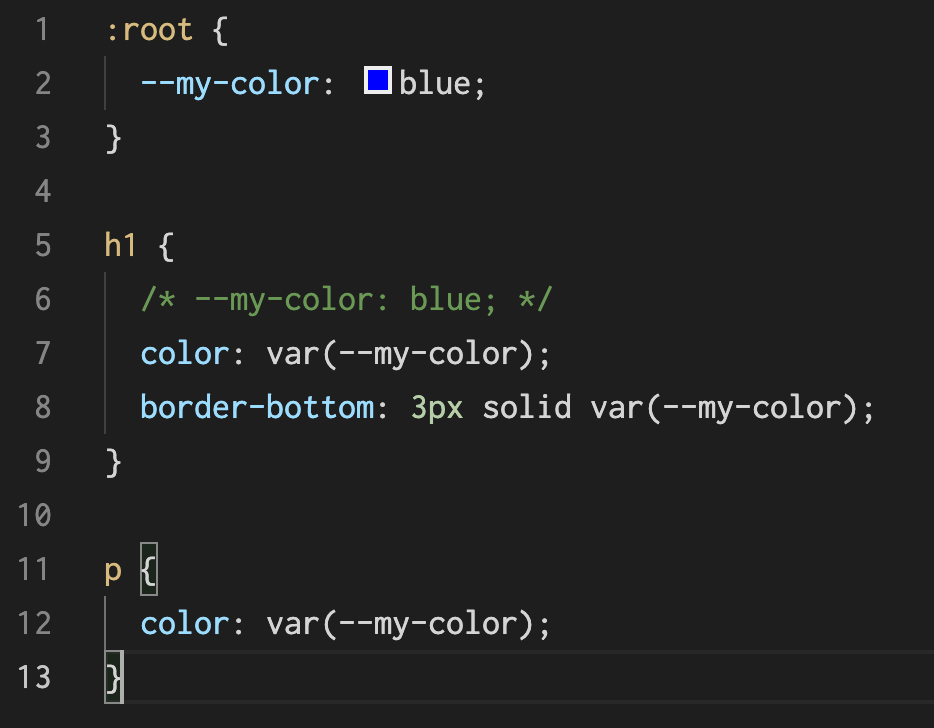 1 :root {
2 --my-color: blue;
3 }
4
5 h1 {
6 /* --my-color: blue; */
7 color: var(--my-color);
8 border-bottom: 3px solid var(--my-color);
9 }
10
11 p {
12 color: var(--my-color);
13 }